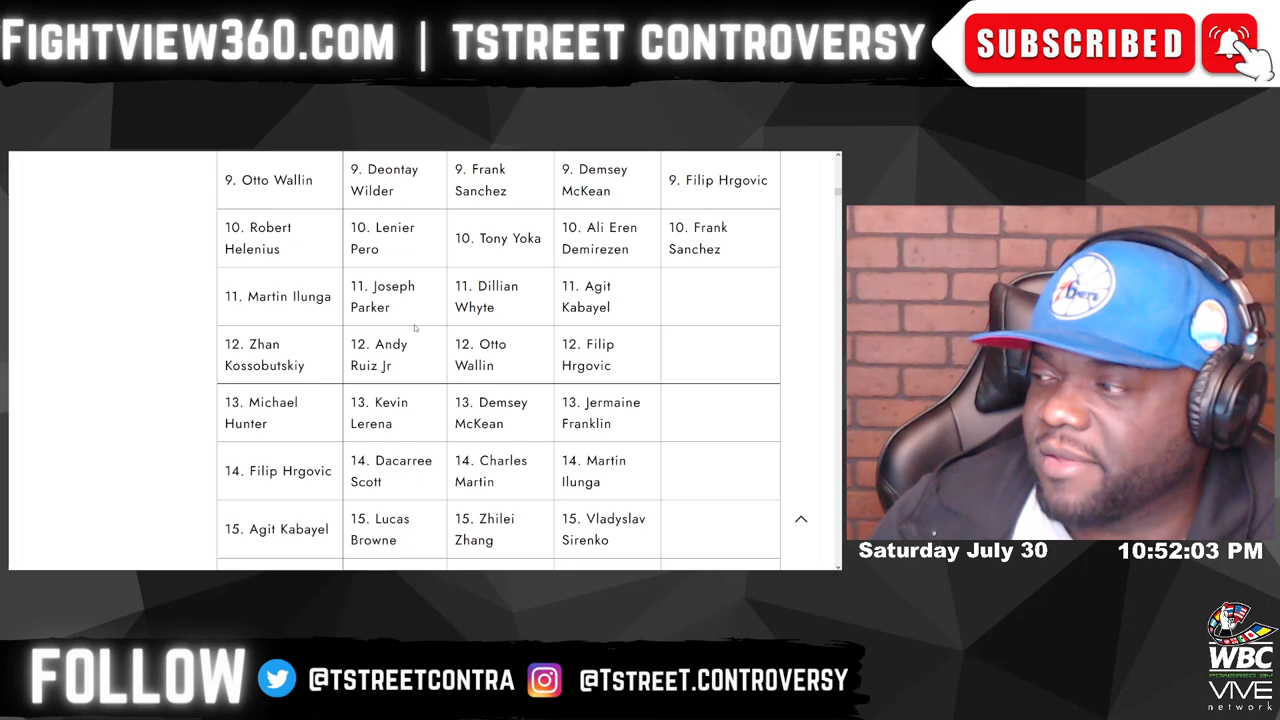 FIGHTVIEW360.COM | TSTREET CONTROVERSY
SUBSCRIBED
9. Otto Wallin
9. Deontay
Wilder
9. Frank
Sanchez
9. Demsey
McKean
9. Filip Hrgovic
10. Robert
Helenius
10. Lenier
Pero
10. Tony Yoka
10. Ali Eren
Demirezen
10. Frank
Sanchez
11. Martin Ilunga
11. Joseph
Parker
11. Dillian
Whyte
11. Agit
Kabayel
12. Zhan
Kossobutskiy
12. Andy
Ruiz Jr
12. Otto
Wallin
12. Filip
Hrgovic
13. Michael
Hunter
13. Kevin
Lerena
13. Demsey
McKean
13. Jermaine
Franklin
14. Filip Hrgovic
14. Dacarree
Scott
14. Charles
Martin
14. Martin
Ilunga
15. Agit Kabayel
15. Lucas
Browne
15. Zhilei
Zhang
15. Vladyslav
Sirenko
76ers
Saturday July 30
10:52:03 PM
FOLLOW
@TSTREETCONTRA
@TSTREET.CONTROVERSY
WBC
POWERED BY
VIVE
network